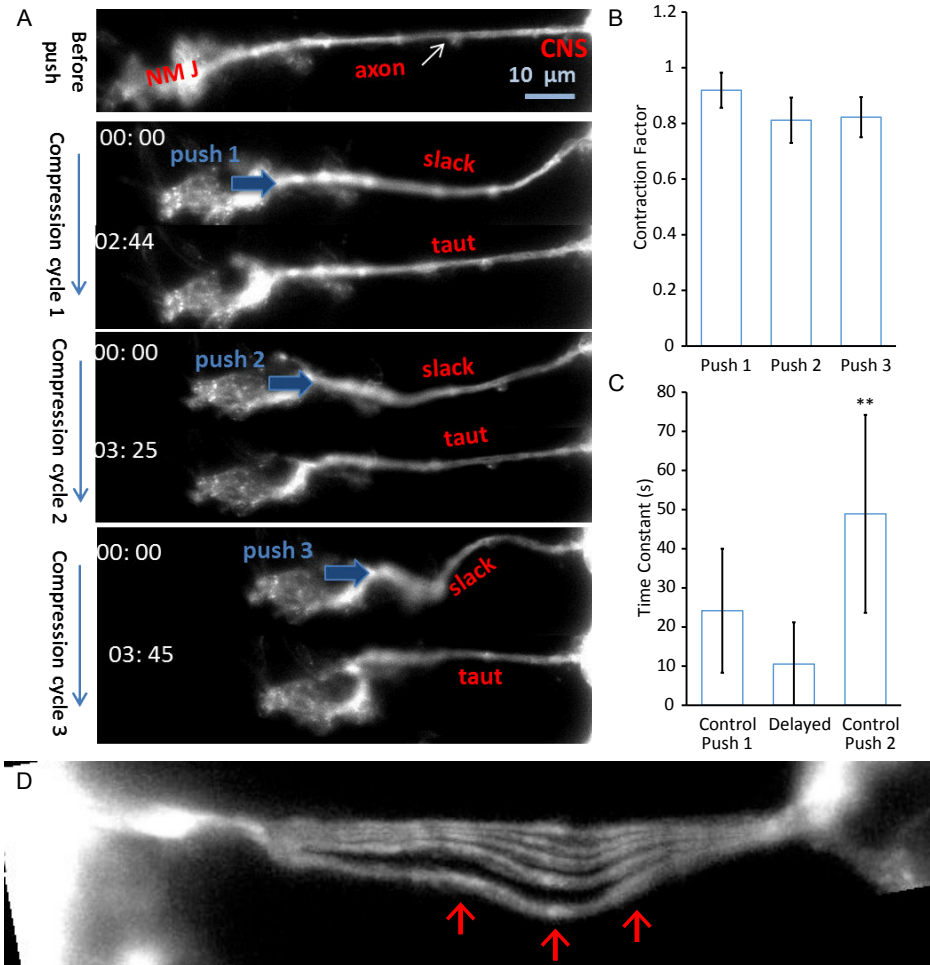 A
Before push
NM J
axon
CNS
10 µm
Compression cycle 1
00: 00
push 1
slack
02:44
taut
Compression cycle 2
00: 00
push 2
slack
03: 25
taut
Compression cycle 3
00: 00
push 3
slack
03: 45
taut
B
Contraction Factor
1.2
1
0.8
0.6
0.4
0.2
0
Push 1 Push 2 Push 3
C
Time Constant (s)
80
70
60
50
40
30
20
10
0
**
Control Push 1
Delayed
Control Push 2
D